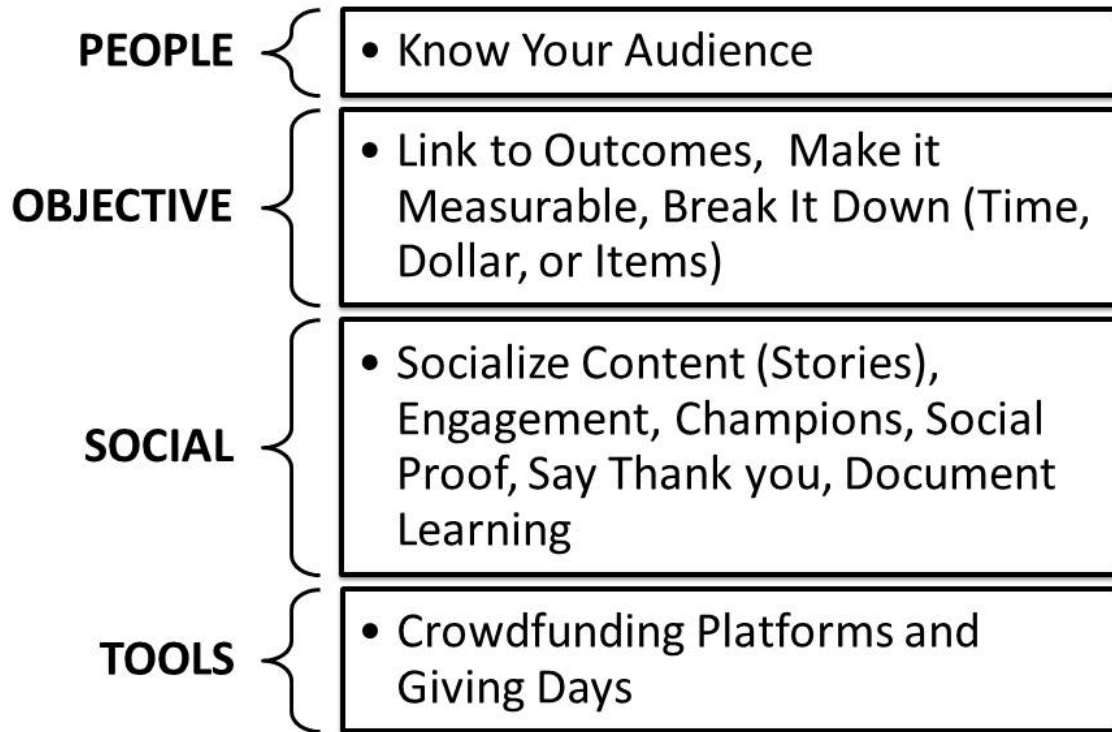 PEOPLE
• Know Your Audience
OBJECTIVE
• Link to Outcomes,  Make it
Measurable, Break It Down (Time,
Dollar, or Items)
SOCIAL
• Socialize Content (Stories),
Engagement, Champions, Social
Proof, Say Thank you, Document
Learning
TOOLS
• Crowdfunding Platforms and
Giving Days